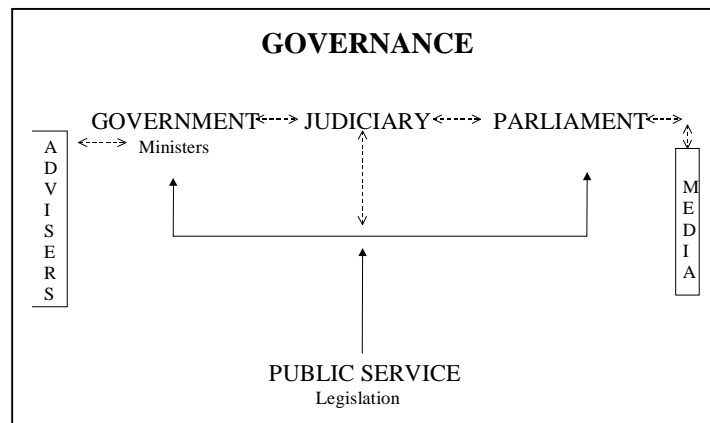 GOVERNANCE
GOVERNMENT JUDICIARY PARLIAMENT
Ministers
ADVISERS
MEDIA
PUBLIC SERVICE
Legislation